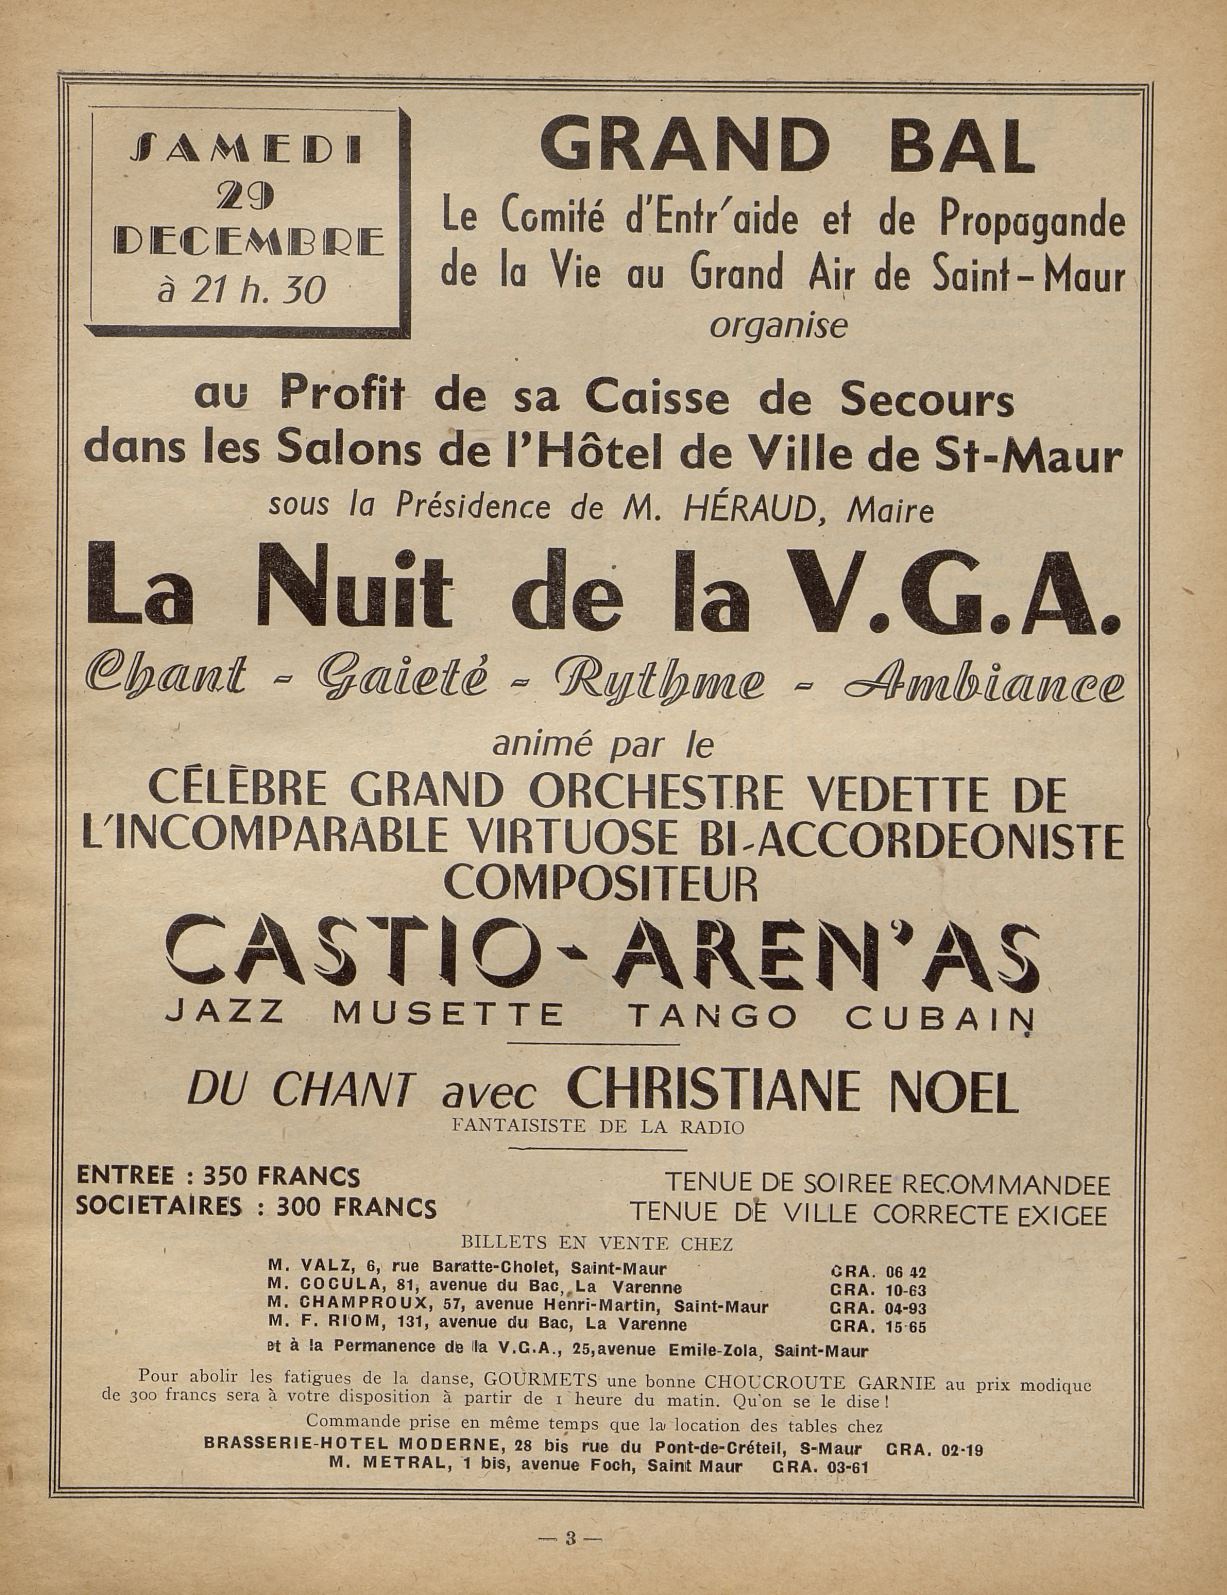 SAMEDI
29
DECEMBRE
à 21 h. 30
GRAND BAL
Le Comité d'Entr'aide et de Propagande
de la Vie au Grand Air de Saint-Maur
organise
au Profit de sa Caisse de Secours
dans les Salons de l'Hôtel de Ville de St-Maur
sous la Présidence de M. HÉRAUD, Maire
La Nuit de la V.G.A.
Chant - Gaieté - Rythme - Ambiance
animé par le
CÉLÈBRE GRAND ORCHESTRE VEDETTE DE
L'INCOMPARABLE VIRTUOSE BI-ACCORDEONISTE
COMPOSITEUR
CASTIO-AREN'AS
JAZZ MUSETTE TANGO CUBAIN
DU CHANT avec CHRISTIANE NOEL
FANTAISISTE DE LA RADIO
ENTREE : 350 FRANCS
SOCIETAIRES : 300 FRANCS
TENUE DE SOIREE RECOMMANDEE
TENUE DE VILLE CORRECTE EXIGEE
BILLETS EN VENTE CHEZ
M. VALZ, 6, rue Baratte-Cholet, Saint-Maur GRA. 06 42
M. COCULA, 81, avenue du Bac, La Varenne GRA. 10-63
M. CHAMPROUX, 57, avenue Henri-Martin, Saint-Maur GRA. 04-93
M. F. RIOM, 131, avenue du Bac, La Varenne GRA. 15-65
et à la Permanence de la V.G.A., 25, avenue Emile-Zola, Saint-Maur
Pour abolir les fatigues de la danse, GOURMETS une bonne CHOUCROUTE GARNIE au prix modique
de 300 francs sera à votre disposition à partir de 1 heure du matin. Qu'on se le dise !
Commande prise en même temps que la location des tables chez
BRASSERIE-HOTEL MODERNE, 28 bis rue du Pont-de-Créteil, S-Maur GRA. 02-19
M. METRAL, 1 bis, avenue Foch, Saint Maur GRA. 03-61
— 3 —